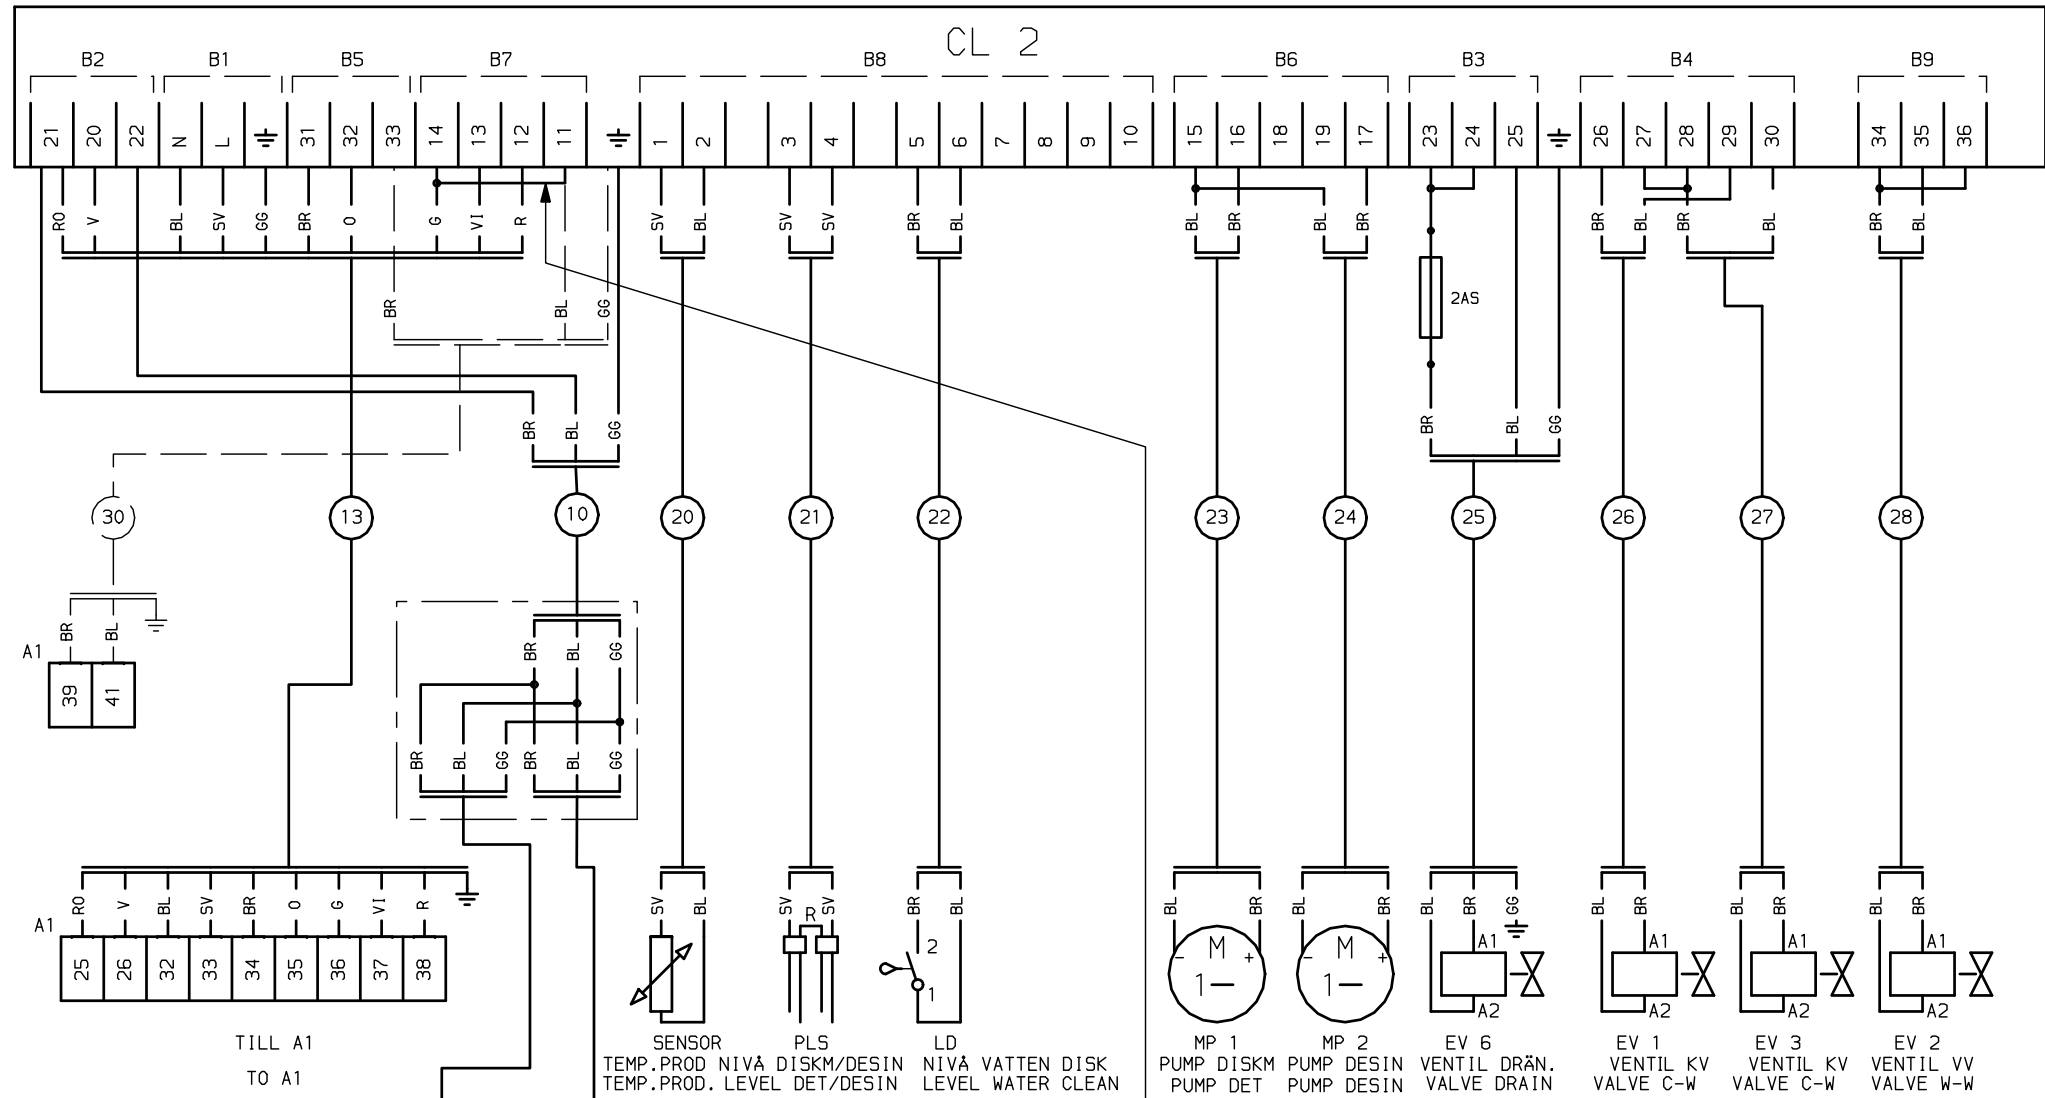 CL 2
B2 B1 B5 B7 B8 B6 B3 B4 B9
21 20 22 N L 31 32 33 14 13 12 11 1 2 3 4 5 6 7 8 9 10 15 16 18 19 17 23 24 25 26 27 28 29 30 34 35 36
RO V BL SV GG BR O G VI R SV BL SV SV BR BL BL BR BL BR BR BL BR BL BR BL
BR BL GG 2AS
BR BL GG BR BL GG
30 13 10 20 21 22 23 24 25 26 27 28
BR BL BR BL GG
A1
39 41
BR BL GG BR BL GG
RO V BL SV BR O G VI R SV BL SV R SV BR BL BL BR BL BR BL BR GG BL BR BL BR BL BR
A1
25 26 32 33 34 35 36 37 38
2 M M A1 A1 A1 A1
- + - +
1 1- 1- A2 A2 A2 A2
TILL A1
TO A1
SENSOR PLS LD MP 1 MP 2 EV 6 EV 1 EV 3 EV 2
TEMP.PROD NIVÅ DISKM/DESIN NIVÅ VATTEN DISK PUMP DISKM PUMP DESIN VENTIL DRÄN. VENTIL KV VENTIL KV VENTIL VV
TEMP.PROD. LEVEL DET/DESIN LEVEL WATER CLEAN PUMP DET PUMP DESIN VALVE DRAIN VALVE C-W VALVE C-W VALVE W-W